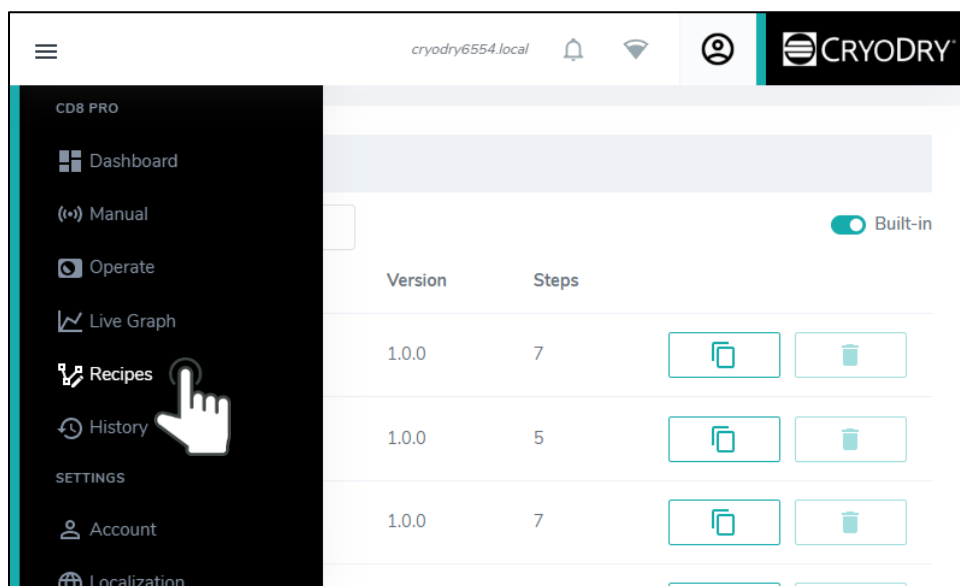 cryodry6554.local
CRYODRY
CD8 PRO
Dashboard
Manual
Operate
Live Graph
Recipes
History
SETTINGS
Account
Localization
Built-in
Version Steps
1.0.0 7
1.0.0 5
1.0.0 7